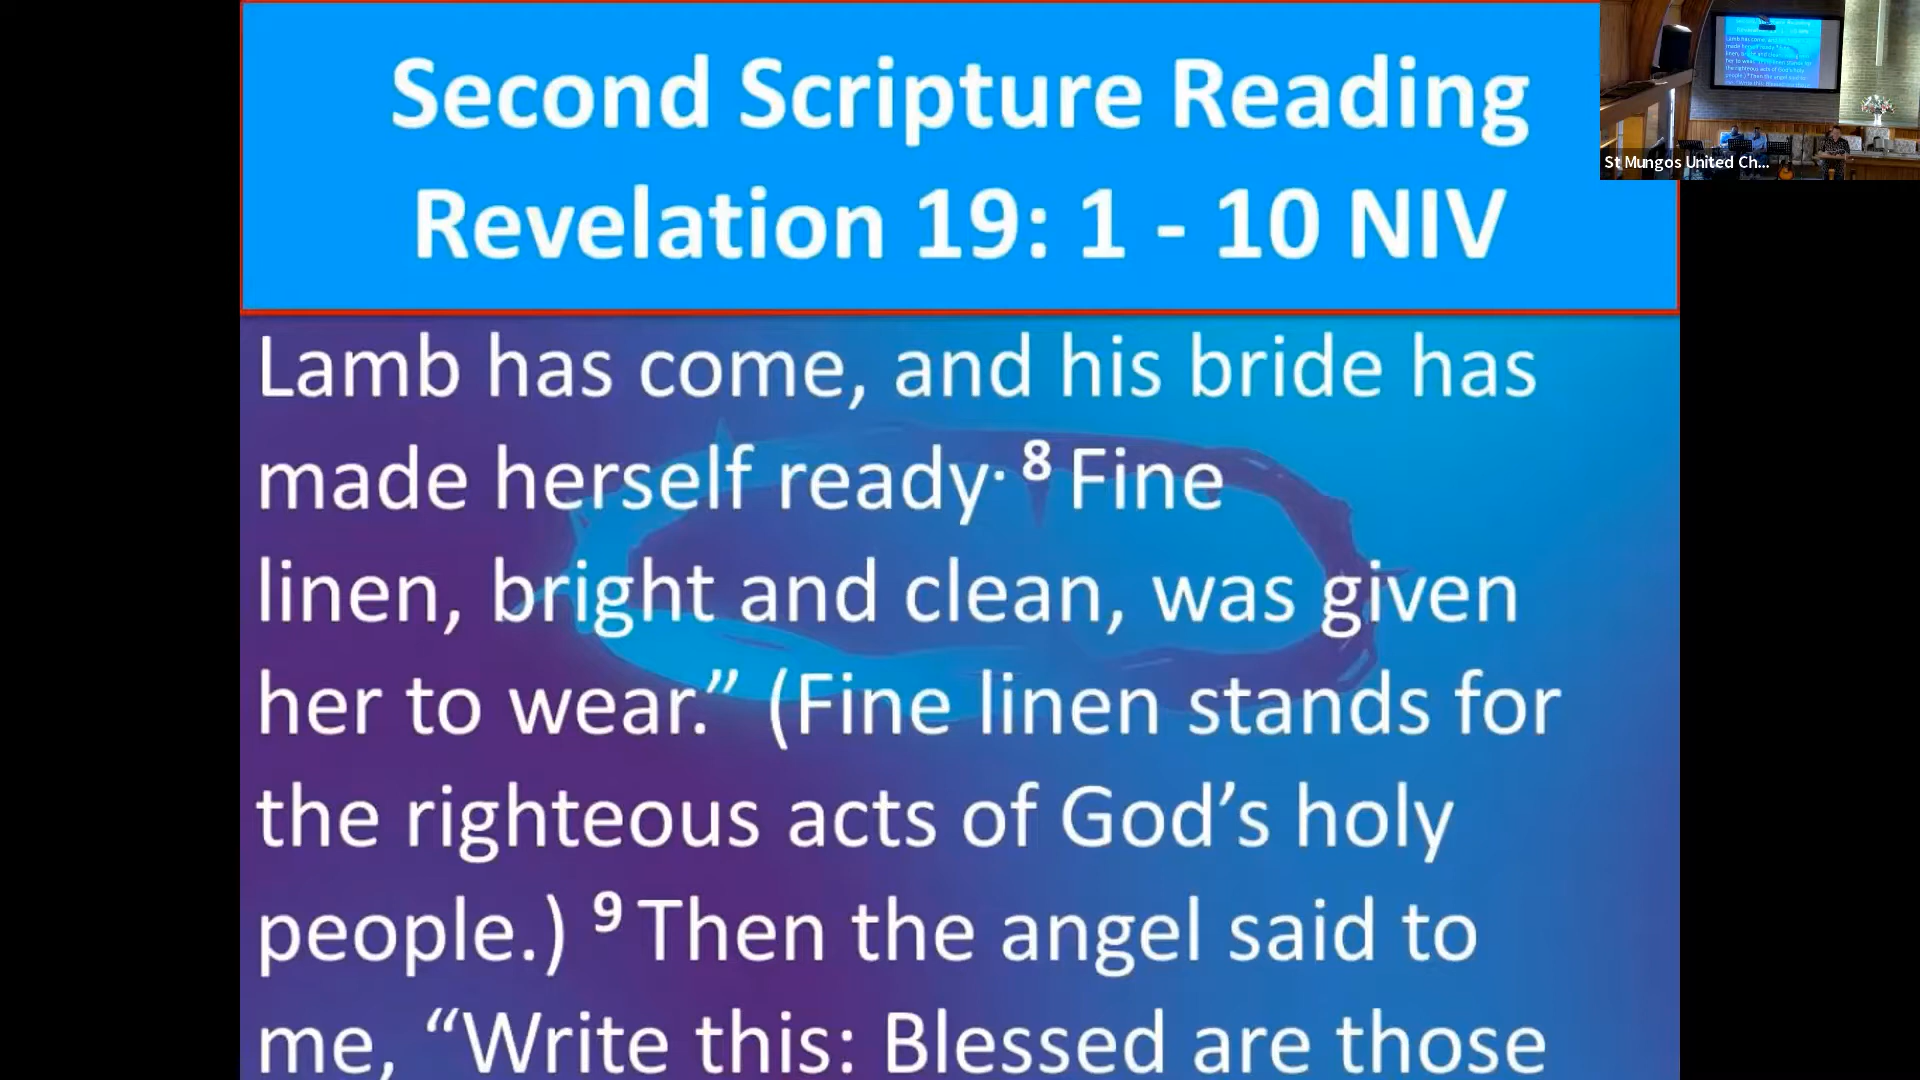 Second Scripture Reading
Revelation 19: 1 - 10 NIV
Lamb has come, and his bride has
made herself ready. 8 Fine
linen, bright and clean, was given
her to wear.” (Fine linen stands for
the righteous acts of God’s holy
people.) 9 Then the angel said to
me, “Write this: Blessed are those
St Mungos United Ch...